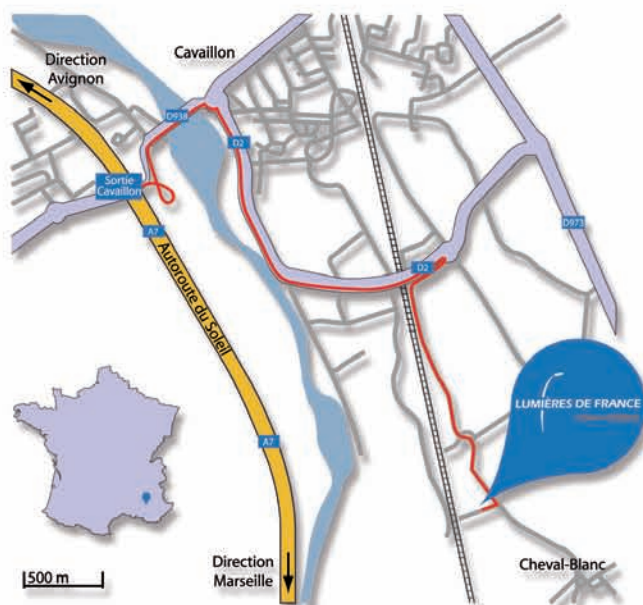 Direction
Avignon
Cavaillon
D938
D2
Sortie
Cavaillon
A7
Autoroute du Soleil
D2
D973
LUMIÈRES DE FRANCE
A7
Direction
Marseille
Cheval-Blanc
500 m